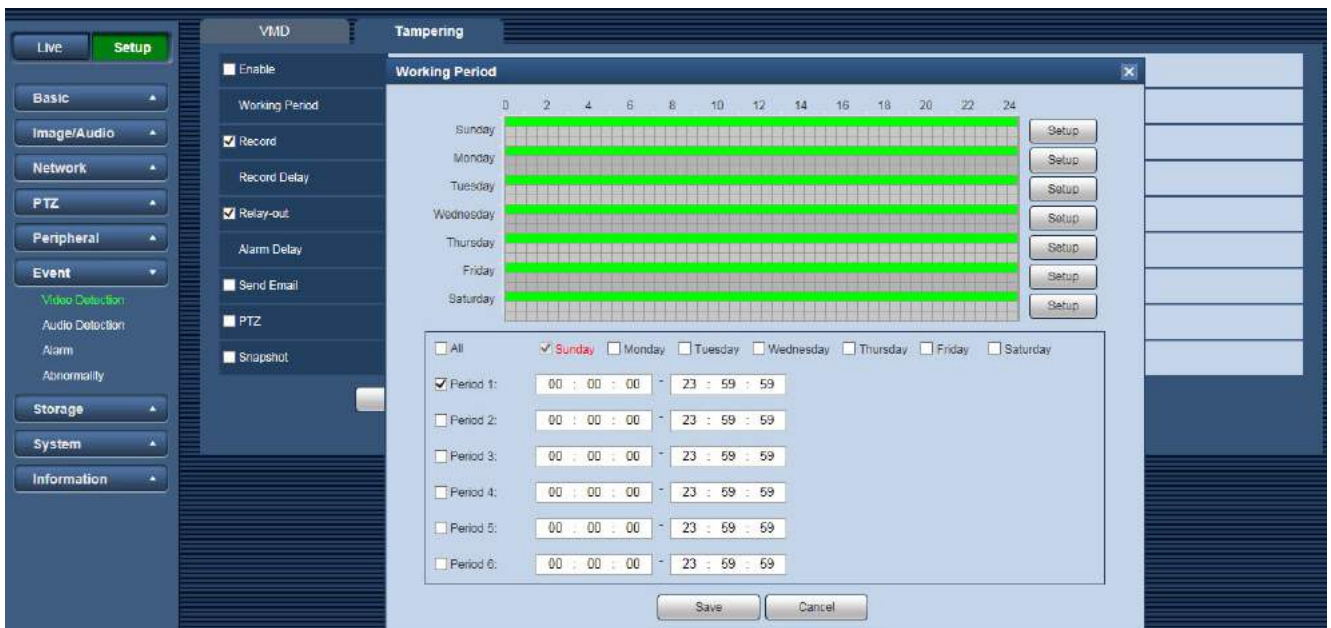 Live Setup
Basic
Image/Audio
Network
PTZ
Peripheral
Event
Video Detection
Audio Detection
Alarm
Abnormality
Storage
System
Information
VMD Tampering
Enable
Working Period
Record
Record Delay
Relay-out
Alarm Delay
Send Email
PTZ
Snapshot
Working Period
0 2 4 6 8 10 12 14 16 18 20 22 24
Sunday Setup
Monday Setup
Tuesday Setup
Wednesday Setup
Thursday Setup
Friday Setup
Saturday Setup
All Sunday Monday Tuesday Wednesday Thursday Friday Saturday
Period 1: 00 : 00 : 00 - 23 : 59 : 59
Period 2: 00 : 00 : 00 - 23 : 59 : 59
Period 3: 00 : 00 : 00 - 23 : 59 : 59
Period 4: 00 : 00 : 00 - 23 : 59 : 59
Period 5: 00 : 00 : 00 - 23 : 59 : 59
Period 6: 00 : 00 : 00 - 23 : 59 : 59
Save Cancel